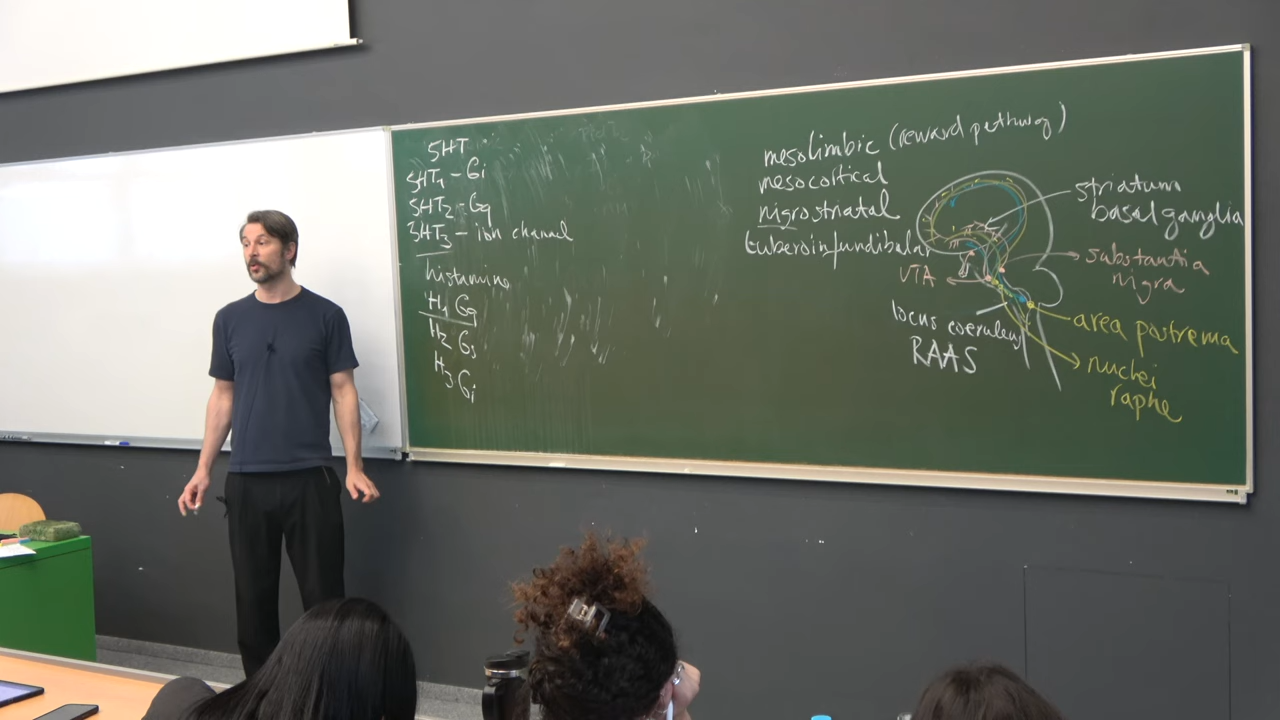 5HT
5HT1 - Gi
5HT2 - Gq
5HT3 - ion channel
histamine
H1 Gq
H2 Gs
H3 Gi
mesolimbic (reward pathway)
mesocortical
nigrostriatal
tuberoinfundibular
VTA
locus coeruleus
RAAS
striatum
basal ganglia
substantia
nigra
area postrema
nuclei
raphe